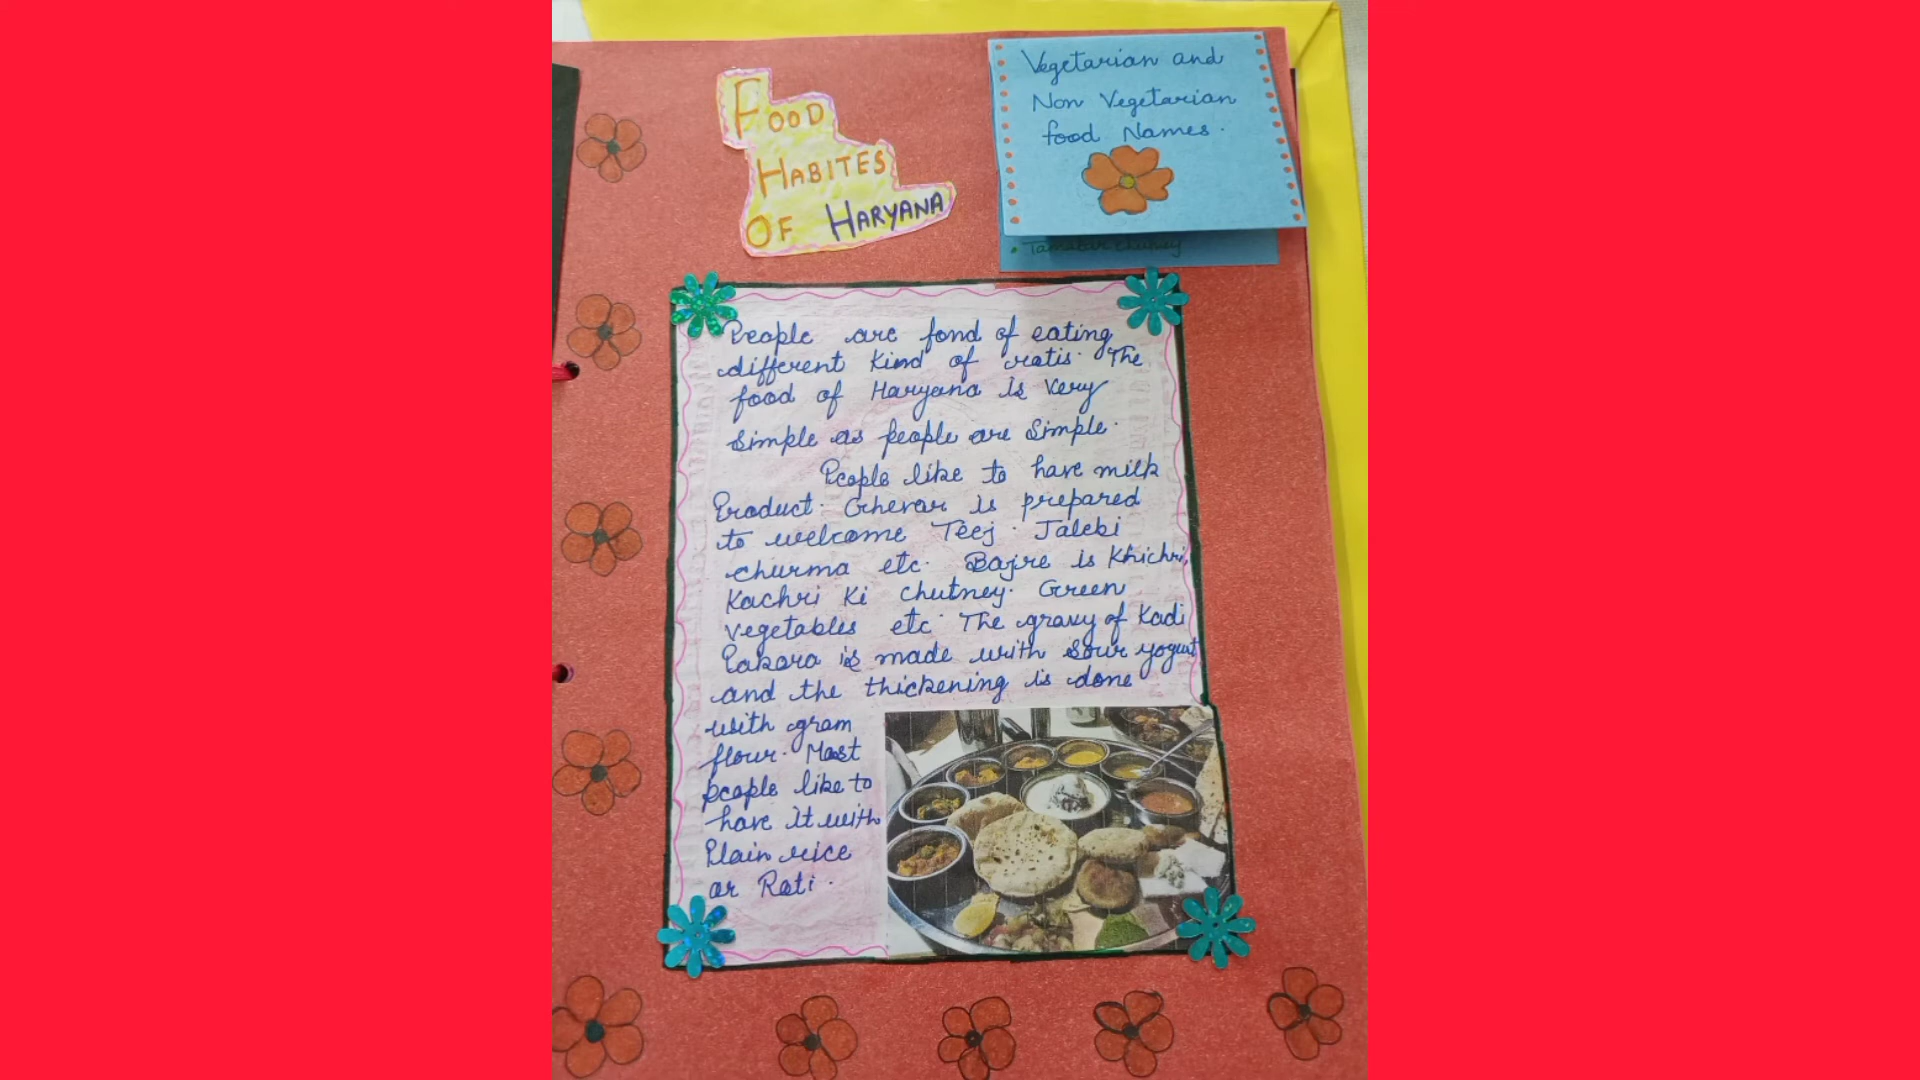 FOOD
HABITES
OF HARYANA
Vegetarian and
Non Vegetarian
food Names.
• Tamatar chutney
People are fond of eating
different kind of rotis. The
food of Haryana is very
simple as people are simple.
People like to have milk
Product. Ghevar is prepared
to welcome Teej. Jalebi
churma etc. Bajre is Khichri,
Kachri Ki chutney. Green
vegetables etc. The gravy of Kadi
Pakora is made with sour yogurt
and the thickening is done
with gram
flour. Most
people like to
have it with
Plain rice
or Roti.